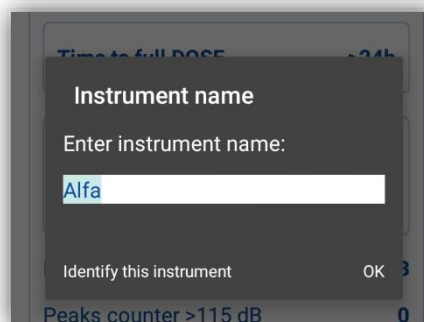 Time to full DOSE >24h
Instrument name
Enter instrument name:
Alfa
Identify this instrument OK
Peaks counter >115 dB 0